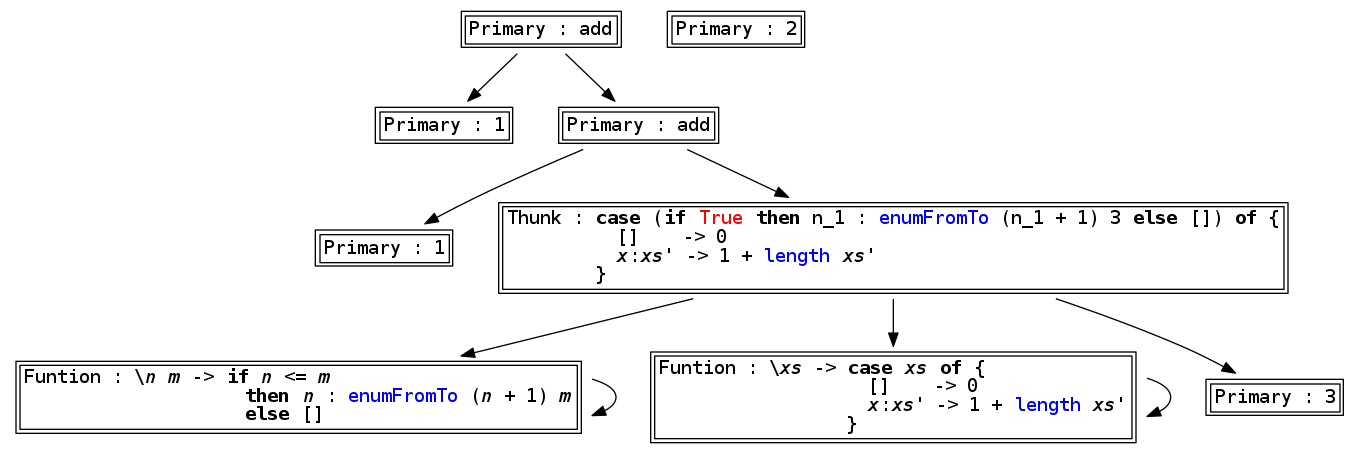 Primary : add
Primary : 2
Primary : 1
Primary : add
Primary : 1
Thunk : case (if True then n_1 : enumFromTo (n_1 + 1) 3 else []) of {
[] -> 0
x:xs' -> 1 + length xs'
}
Funtion : \n m -> if n <= m
then n : enumFromTo (n + 1) m
else []
Funtion : \xs -> case xs of {
[] -> 0
x:xs' -> 1 + length xs'
}
Primary : 3